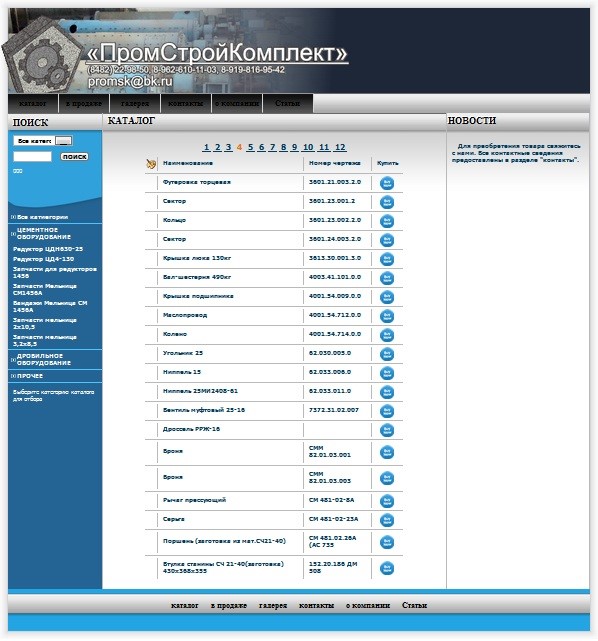 «ПромСтройКомплект»
(8482) 22-98-50, 8-962-610-11-03, 8-919-816-95-42
promsk@bk.ru
каталог в продаже галерея контакты о компании Статьи
ПОИСК
Все катег
ПОИСК
Все категории
ЦЕМЕНТНОЕ
ОБОРУДОВАНИЕ
Редуктор ЦДН630-25
Редуктор ЦД4-130
Запчасти для редукторов
1456
Запчасти Мельница
СМ1456А
Бандажи Мельница СМ
1456А
Запчасти мельница
2х10,5
Запчасти мельница
3,2х8,5
ДРОБИЛЬНОЕ
ОБОРУДОВАНИЕ
ПРОЧЕЕ
Выберите категорию каталога
для отбора
КАТАЛОГ
1 2 3 4 5 6 7 8 9 10 11 12
Наименование Номер чертежа Купить
Футеровка торцевая 3601.21.003.2.0
Сектор 3601.23.001.2
Кольцо 3601.23.002.2.0
Сектор 3601.24.003.2.0
Крышка люка 130кг 3613.30.001.3.0
Вал-шестерня 490кг 4003.41.101.0.0
Крышка подшипника 4001.54.009.0.0
Маслопровод 4001.54.712.0.0
Колено 4001.54.714.0.0
Угольник 25 62.030.005.0
Ниппель 15 62.033.006.0
Ниппель 25МИ2408-61 62.033.011.0
Вентиль муфтовый 25-16 7372.31.02.007
Дроссель РРЖ-16
Броня СММ
82.01.03.001
Броня СММ
82.01.03.003
Рычаг прессующий СМ 481-02-8А
Серьга СМ 481-02-23А
Поршень (заготовка из мат.СЧ21-40) СМ 481.02.26А
(АС 735
Втулка станины СЧ 21-40(заготовка)
430х368х355 152.20.186 ДМ
508
НОВОСТИ
Для преобретения товара свяжитесь
с нами. Все контактные сведения
предоставлены в разделе "контакты".
каталог в продаже галерея контакты о компании Статьи